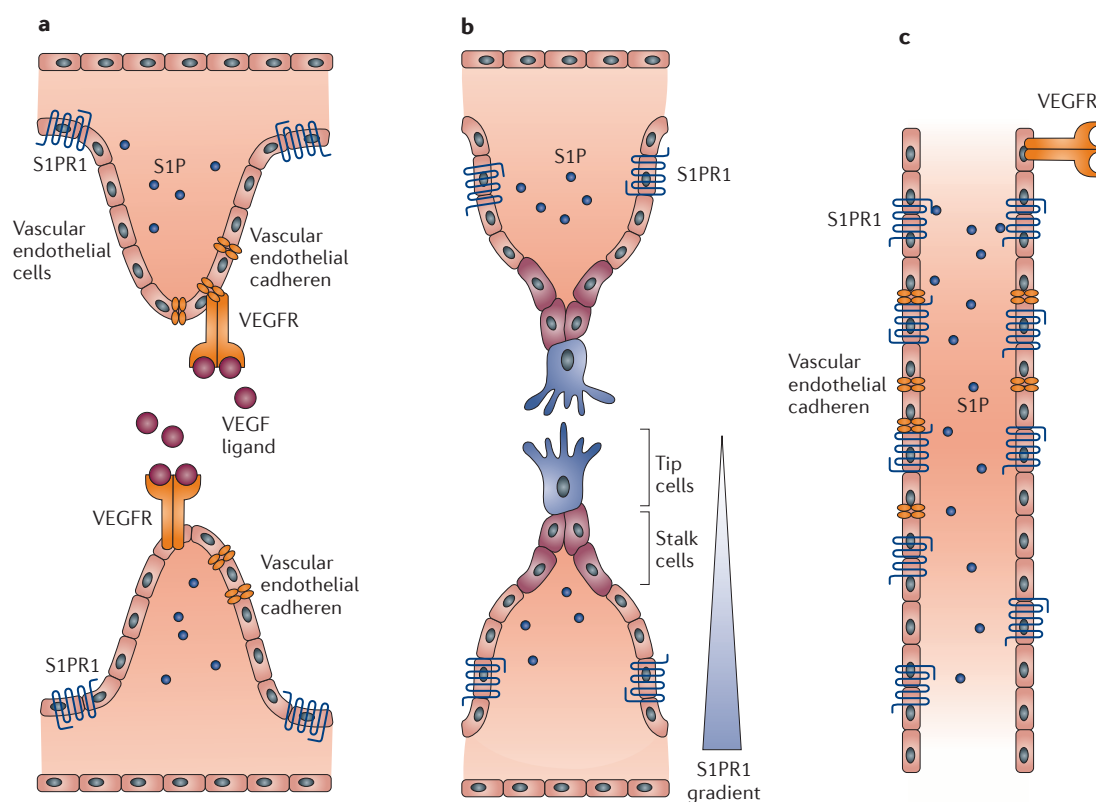 a
S1PR1
S1P
Vascular
endothelial
cells
Vascular
endothelial
cadheren
VEGFR
VEGF
ligand
VEGFR
Vascular
endothelial
cadheren
S1PR1
b
S1P
S1PR1
Tip
cells
Stalk
cells
S1PR1
gradient
c
VEGFR
S1PR1
Vascular
endothelial
cadheren
S1P